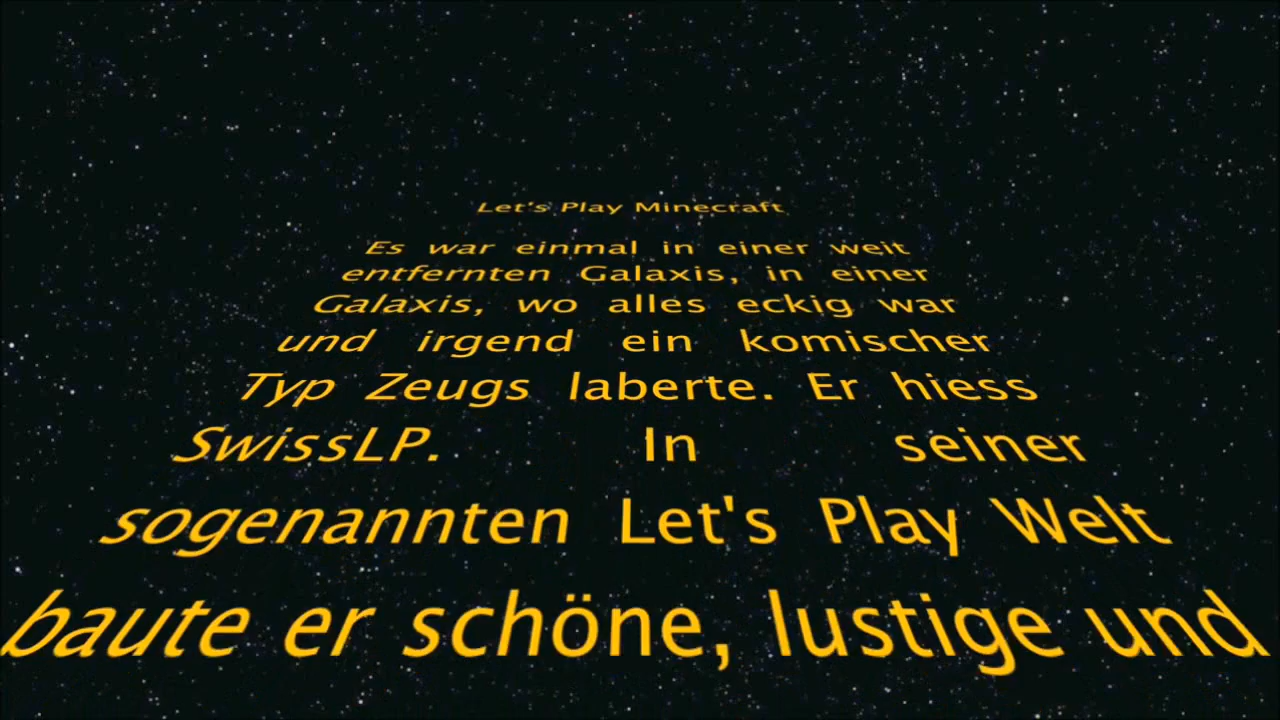 Let's Play Minecraft
Es war einmal in einer weit
entfernten Galaxis, in einer
Galaxis, wo alles eckig war
und irgend ein komischer
Typ Zeugs laberte. Er hiess
SwissLP. In seiner
sogenannten Let's Play Welt
baute er schöne, lustige und